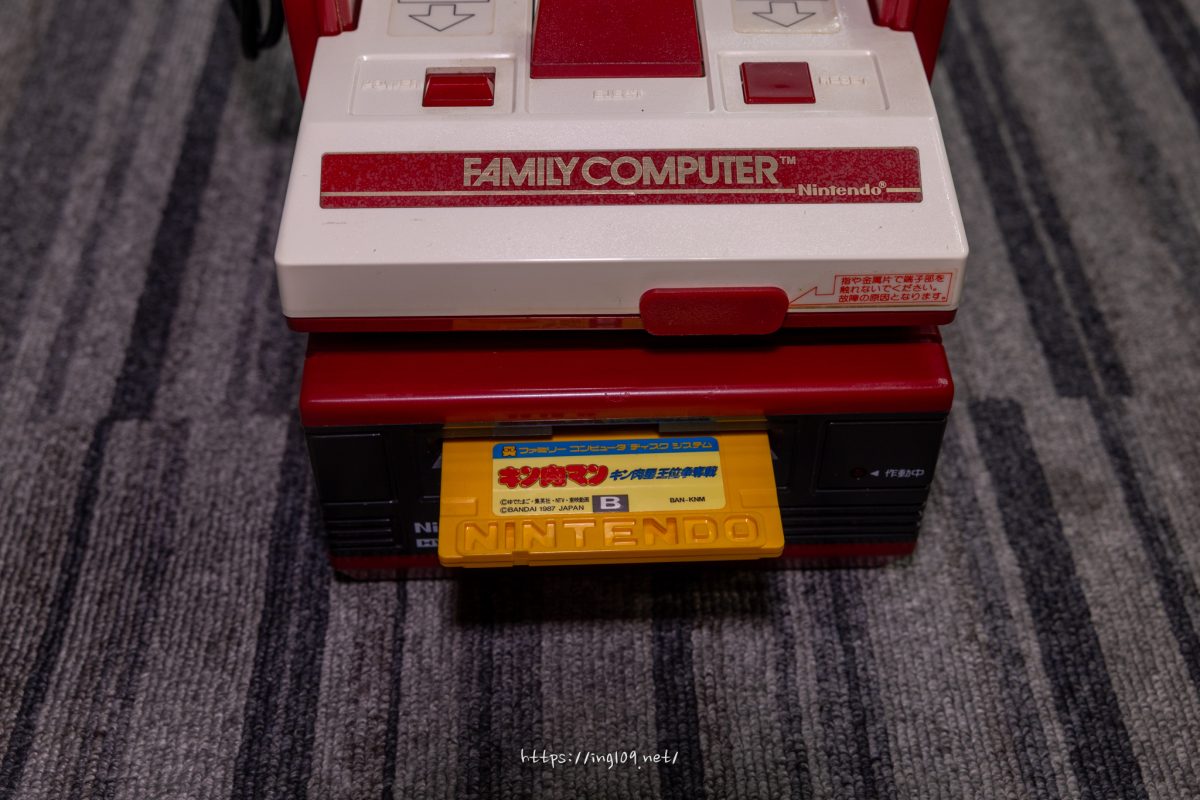 POWER
EJECT
RESET
FAMILY COMPUTER™
Nintendo®
指や金属片で端子部を
触れないでください。
故障の原因となります。
ファミリー コンピュータ ディスク システム
キン肉マン キン肉星王位争奪戦
©ゆでたまご・集英社・NTV・東映動画
©BANDAI 1987 JAPAN
B
BAN-KNM
NINTENDO
◀ 作動中
https://ing109.net/